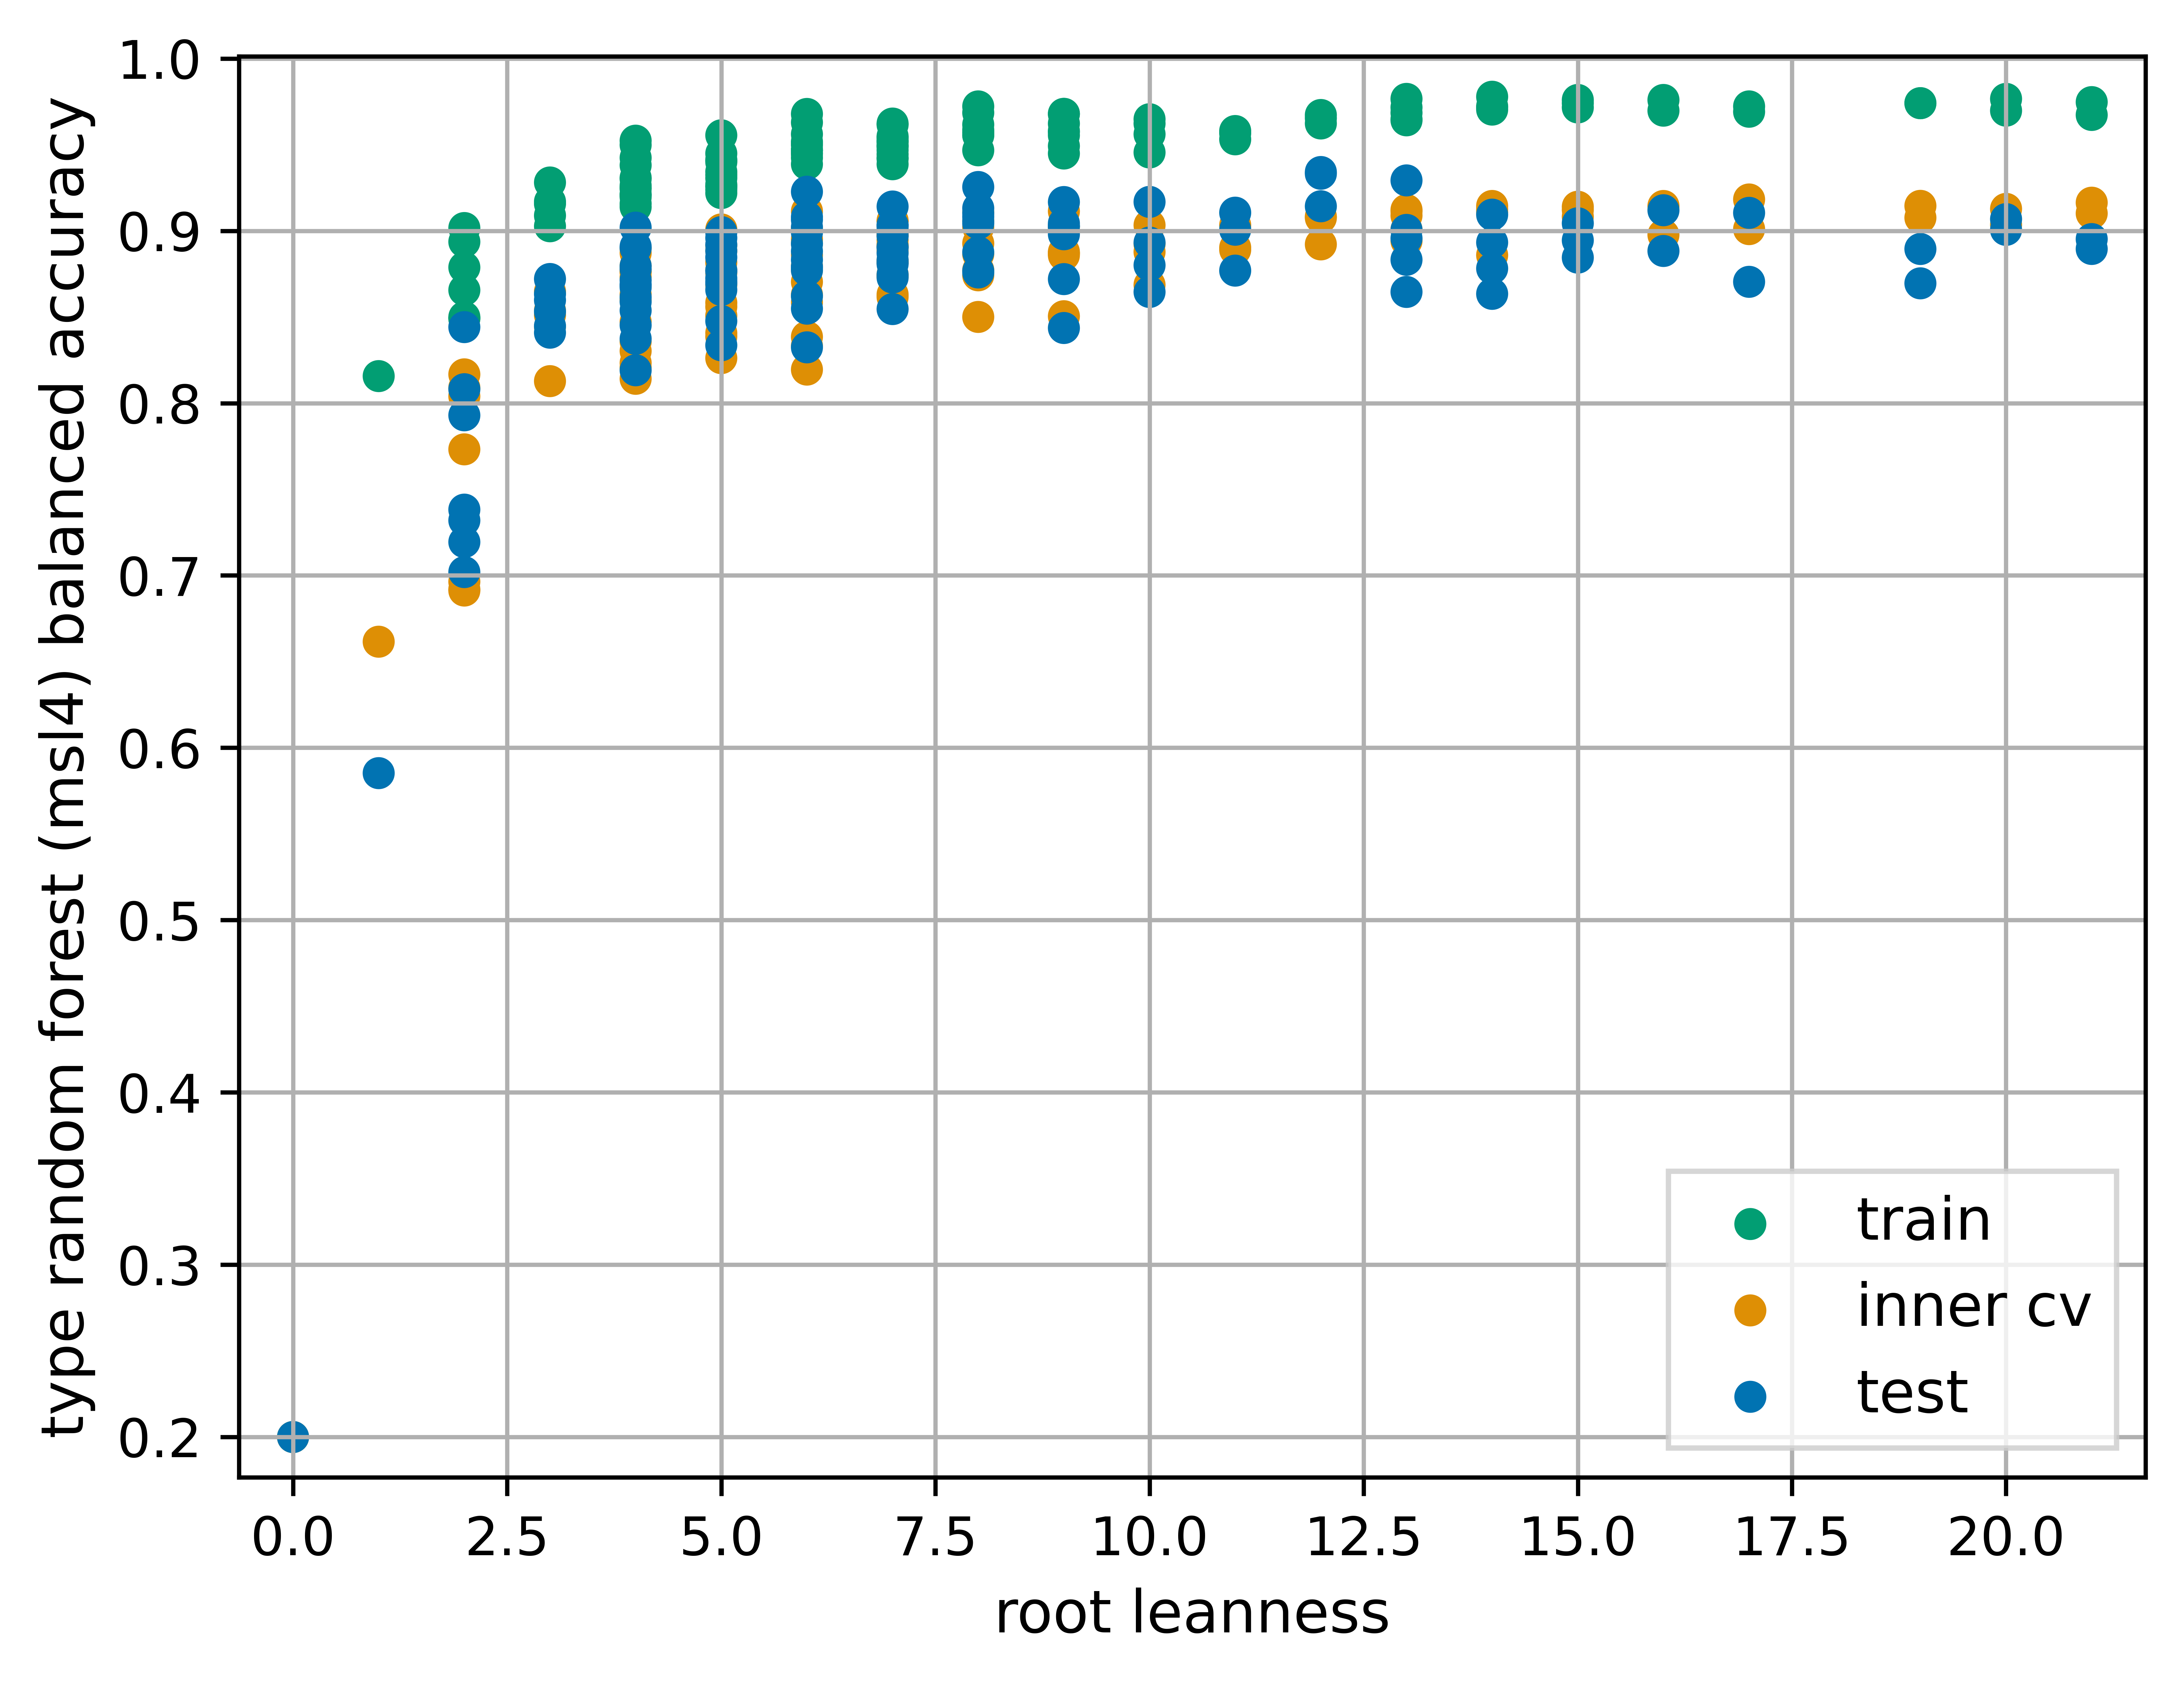 type random forest (msl4) balanced accuracy
1.0
0.9
0.8
0.7
0.6
0.5
0.4
0.3
0.2
train
inner cv
test
0.0 2.5 5.0 7.5 10.0 12.5 15.0 17.5 20.0
root leanness